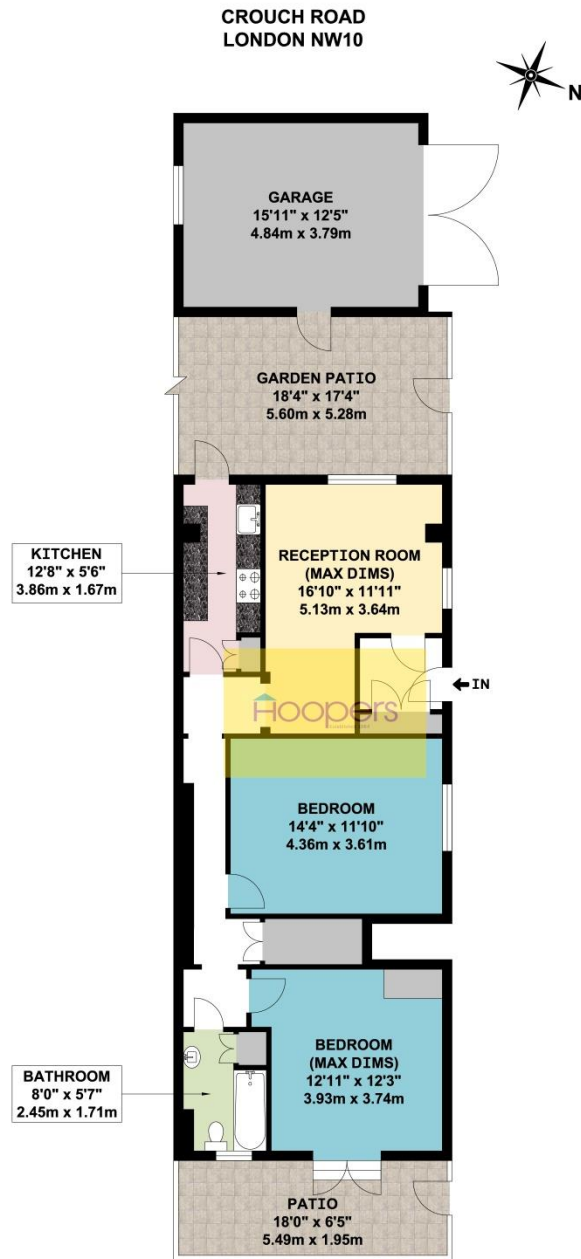 CROUCH ROAD
LONDON NW10
N
GARAGE
15'11" x 12'5"
4.84m x 3.79m
GARDEN PATIO
18'4" x 17'4"
5.60m x 5.28m
KITCHEN
12'8" x 5'6"
3.86m x 1.67m
RECEPTION ROOM
(MAX DIMS)
16'10" x 11'11"
5.13m x 3.64m
IN
Hoopers
BEDROOM
14'4" x 11'10"
4.36m x 3.61m
BEDROOM
(MAX DIMS)
12'11" x 12'3"
3.93m x 3.74m
BATHROOM
8'0" x 5'7"
2.45m x 1.71m
PATIO
18'0" x 6'5"
5.49m x 1.95m